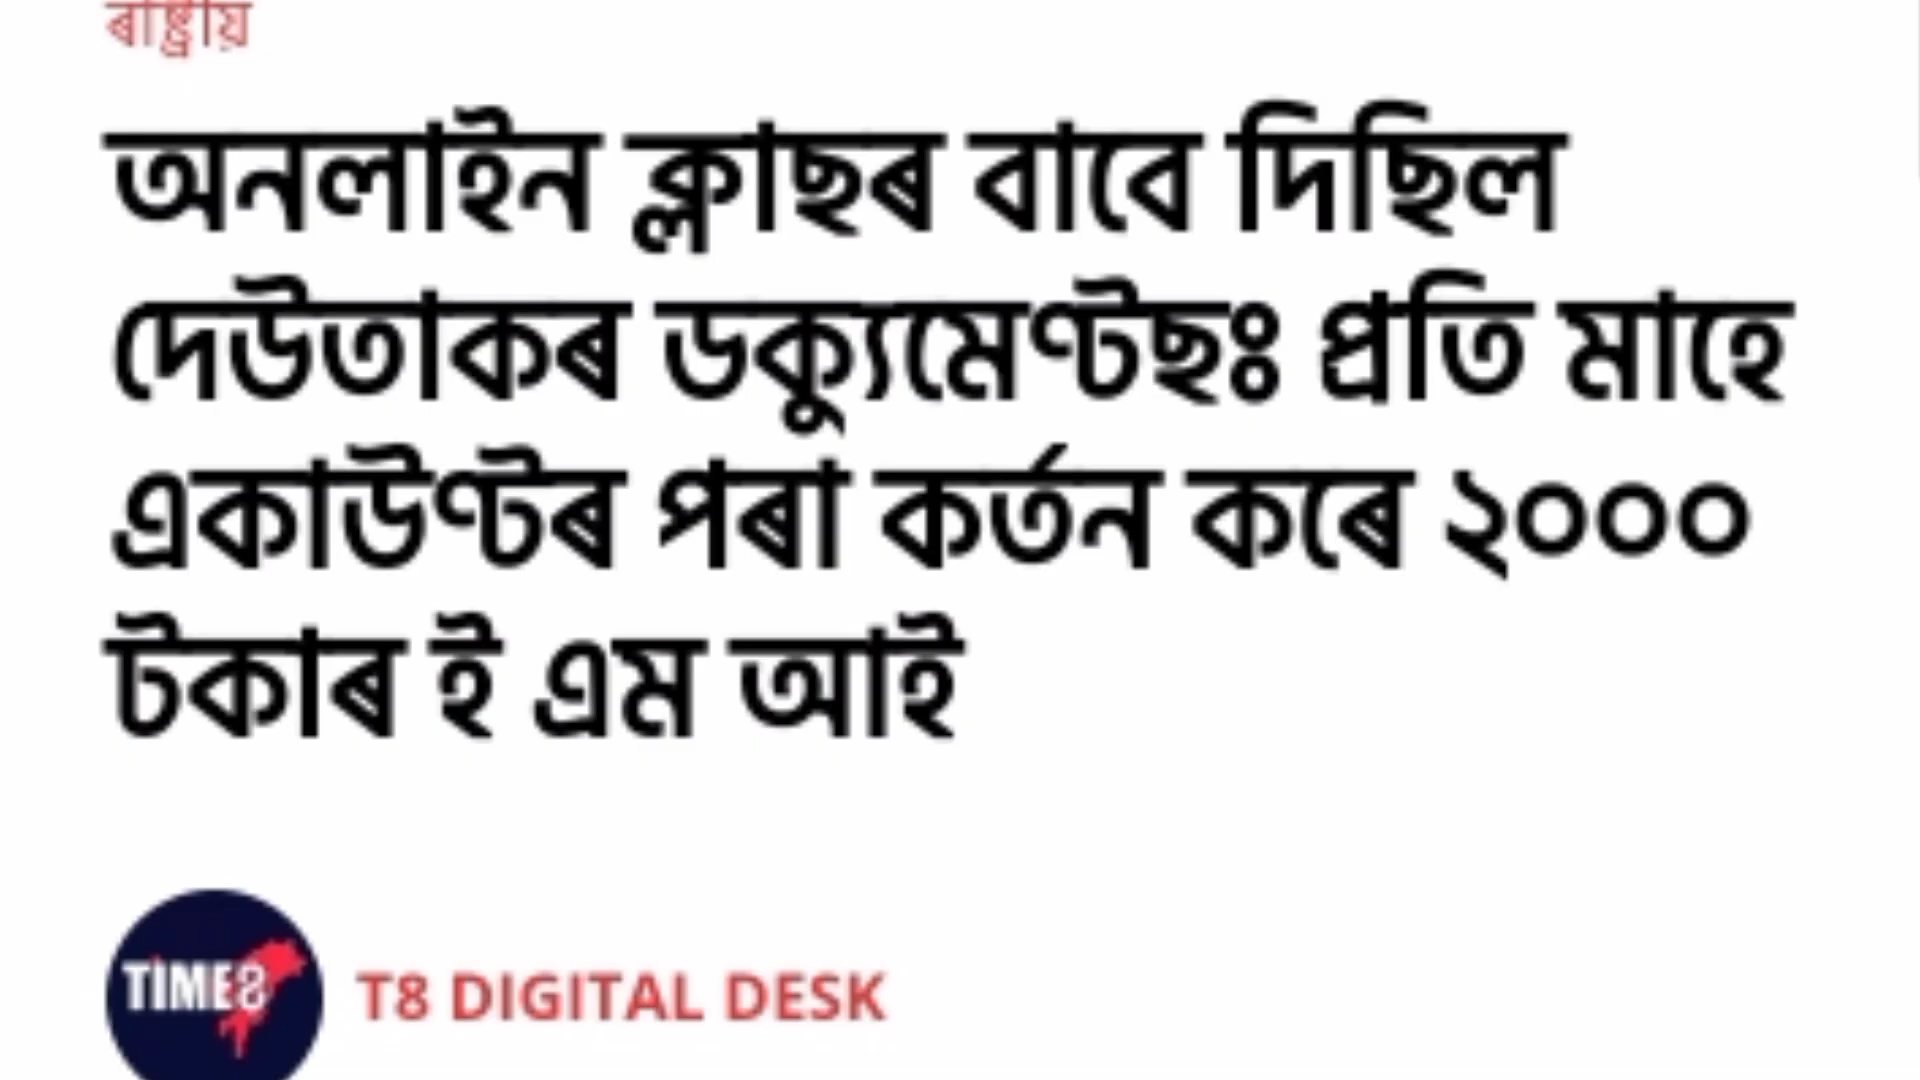 ৰাষ্ট্ৰীয়
অনলাইন ক্লাছৰ বাবে দিছিল
দেউতাকৰ ডক্যুমেণ্টছঃ প্ৰতি মাহে
একাউণ্টৰ পৰা কৰ্তন কৰে ২০০০
টকাৰ ই এম আই
TIME8
T8 DIGITAL DESK